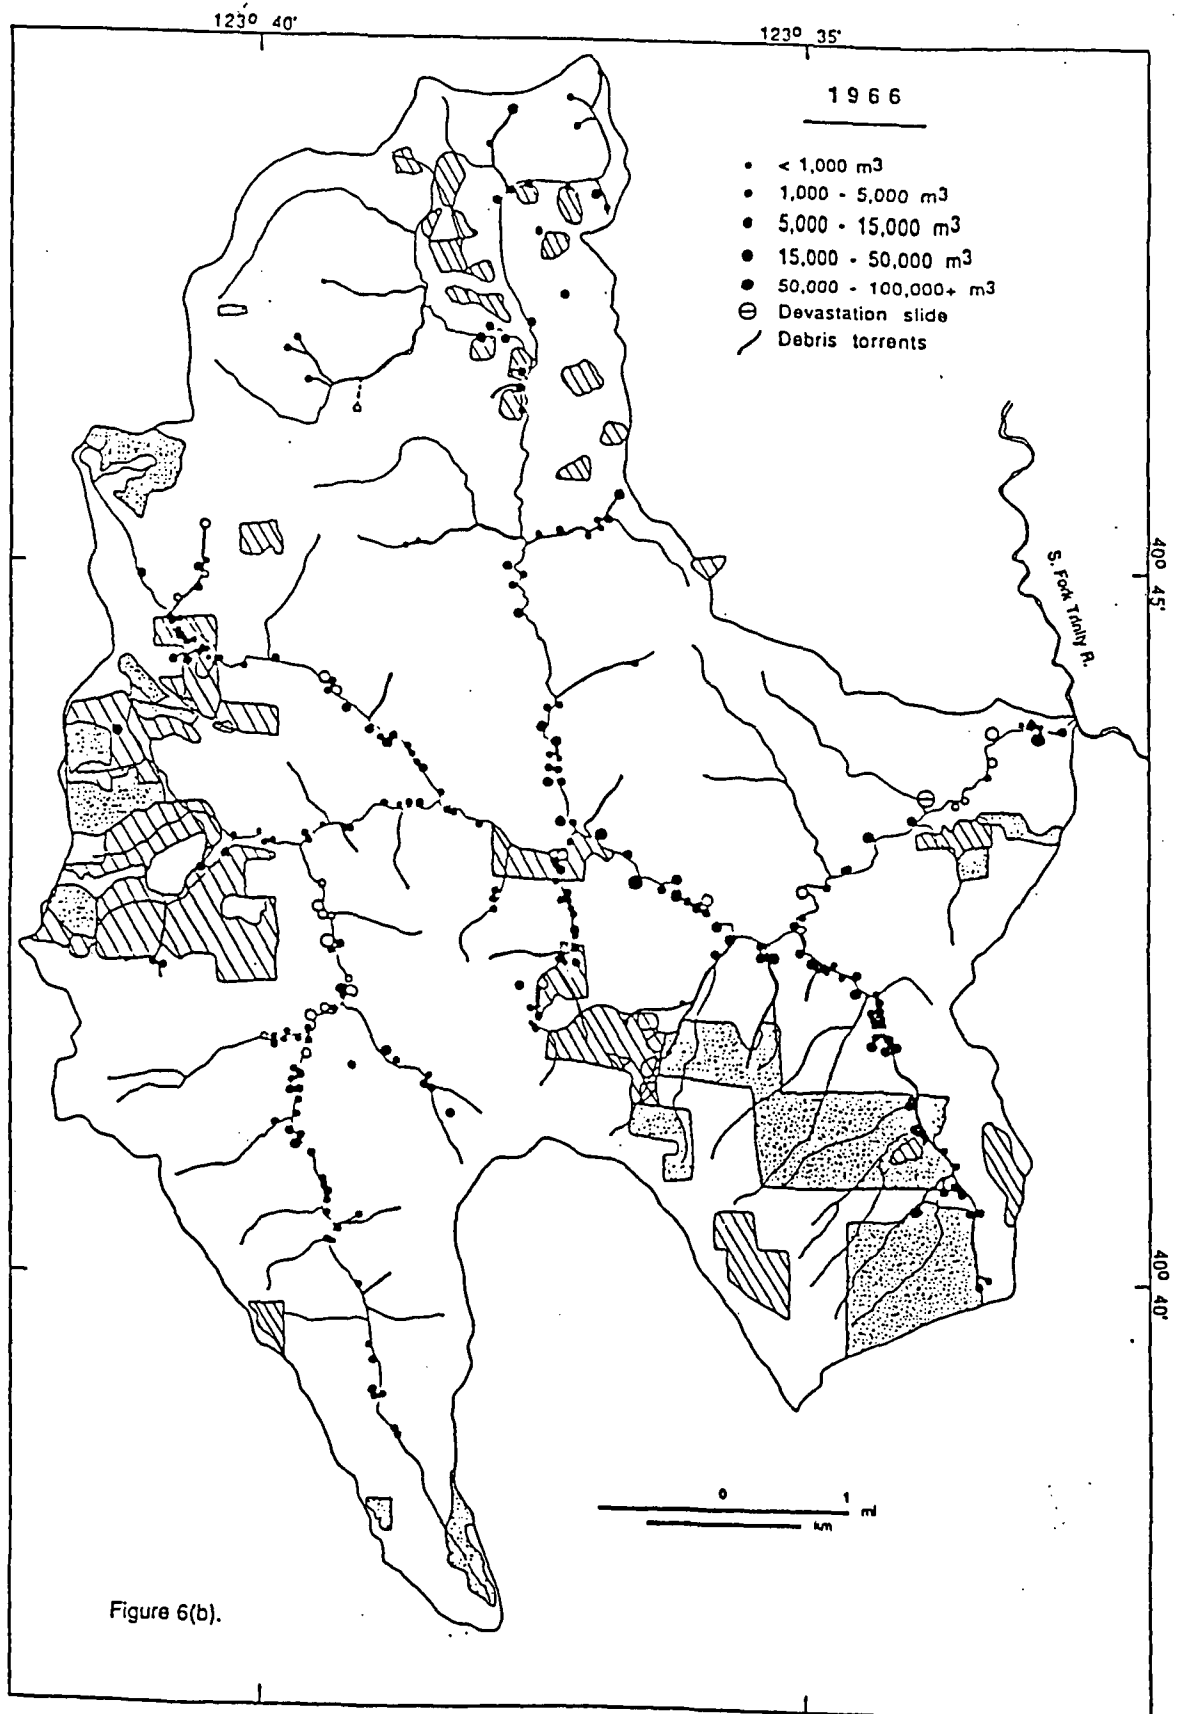 123° 40'
123° 35'
1966
< 1,000 m3
1,000 - 5,000 m3
5,000 - 15,000 m3
15,000 - 50,000 m3
50,000 - 100,000+ m3
Devastation slide
Debris torrents
40° 45'
S. Fork Trinity R.
40° 40'
0 1 mi
km
Figure 6(b).